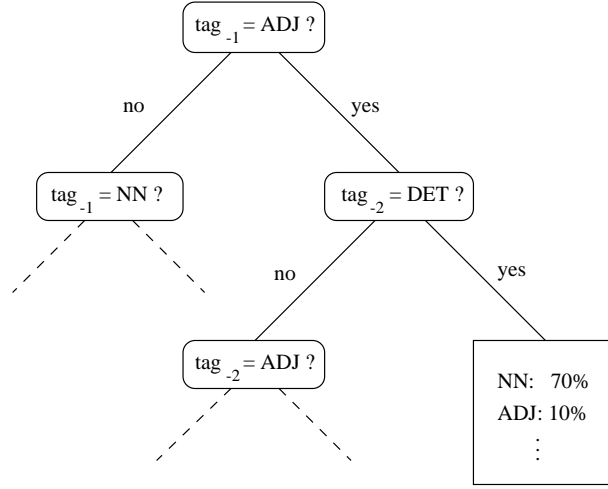 tag-1 = ADJ ?
no
yes
tag-1 = NN ?
tag-2 = DET ?
no
yes
tag-2 = ADJ ?
NN: 70%
ADJ: 10%